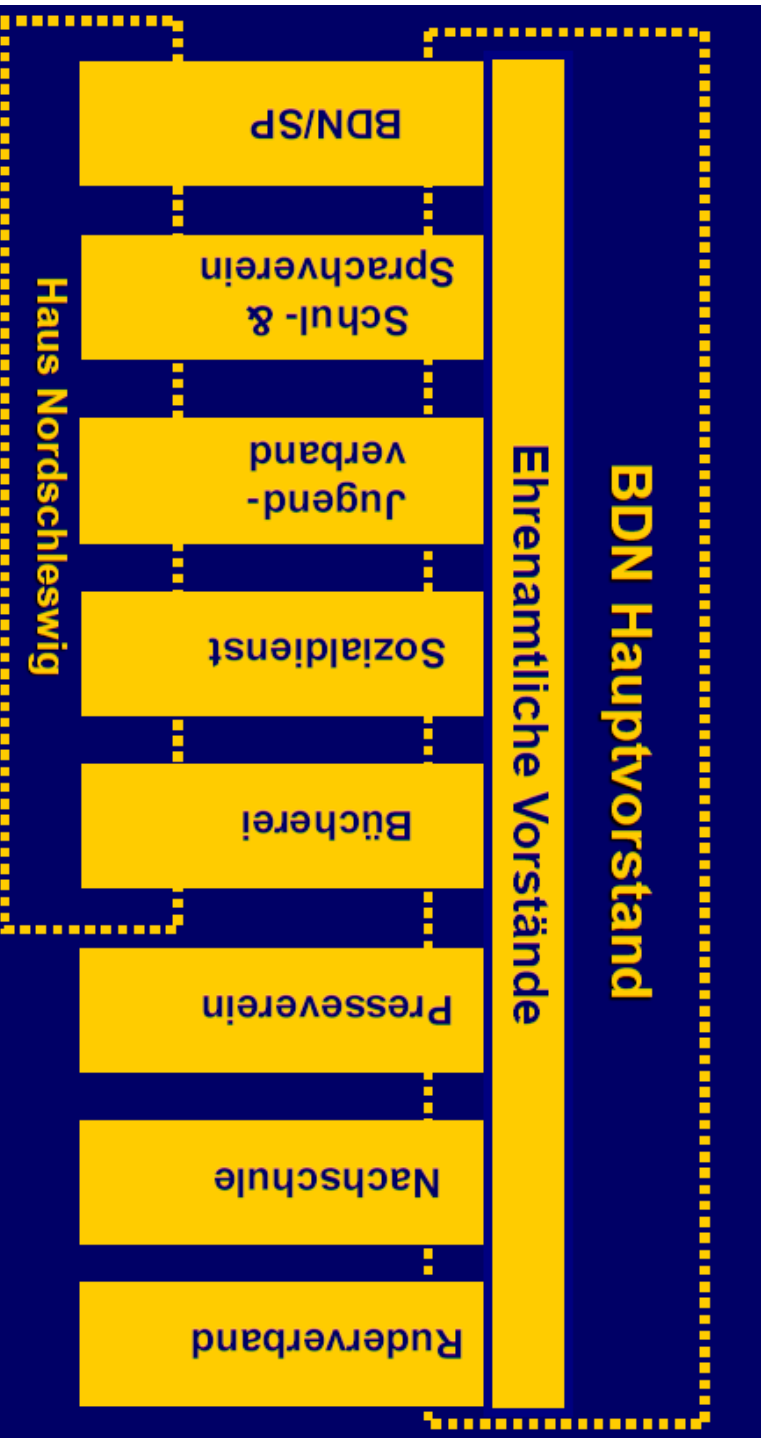 BDN Hauptvorstand
Ehrenamtliche Vorstände
BDN/SP
Schul- &
Sprachverein
Jugend-
verband
Sozialdienst
Bücherei
Presseverein
Nachschule
Ruderverband
Haus Nordschleswig